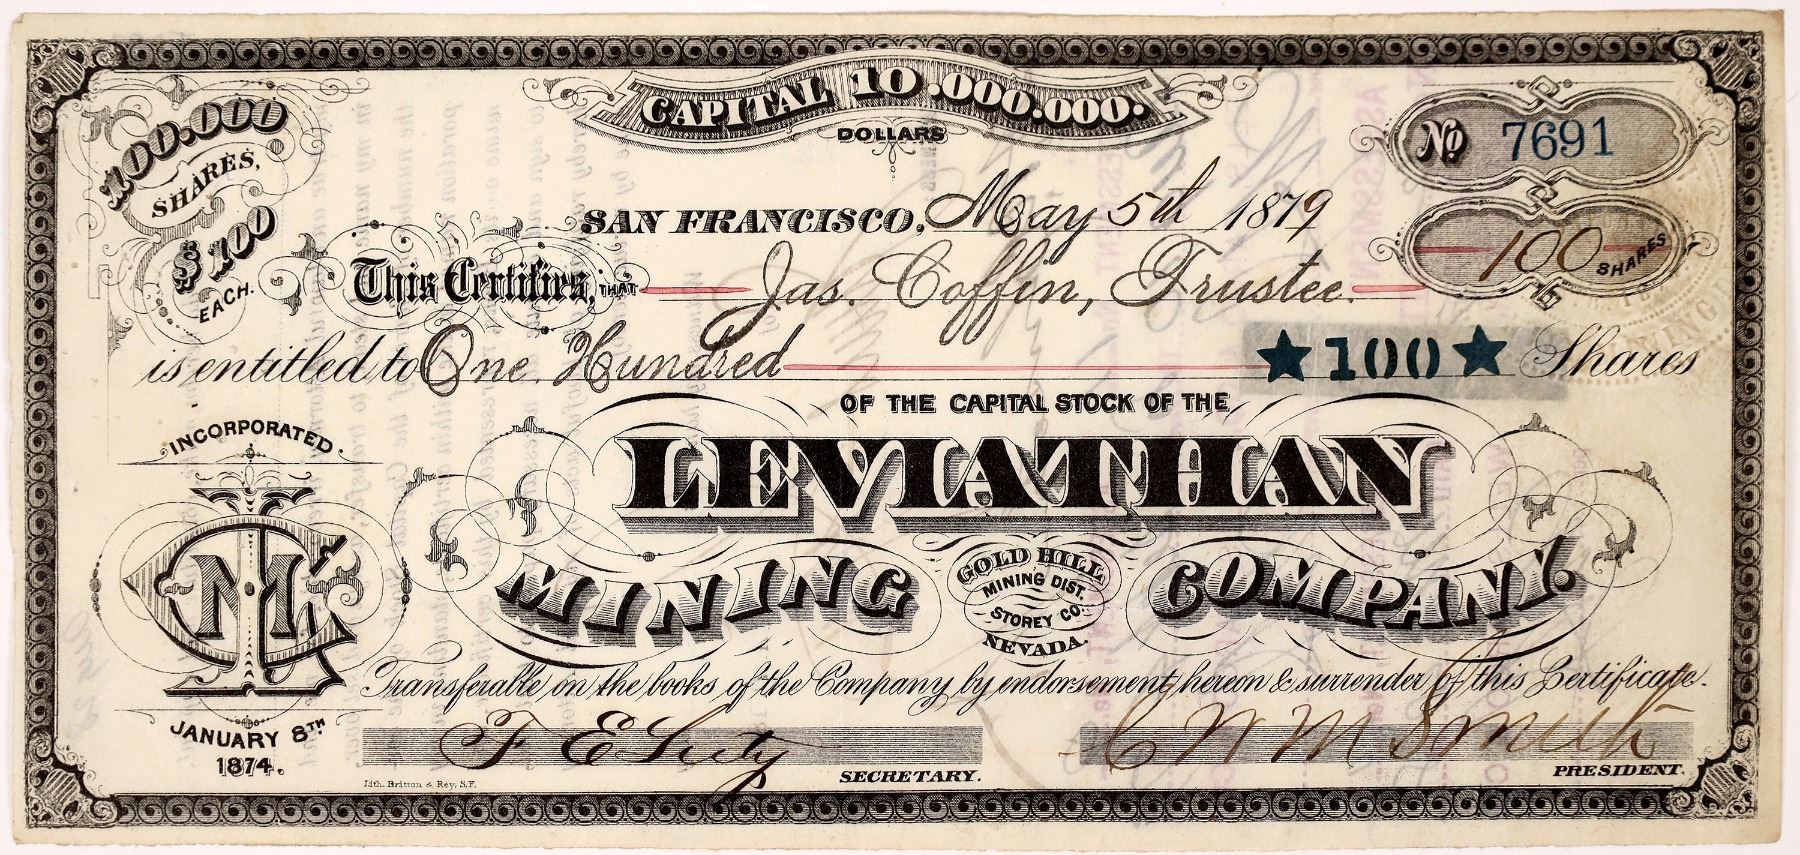 CAPITAL 10.000.000.
DOLLARS
100.000
SHARES,
$100
EACH.
No 7691
100 SHARES
SAN FRANCISCO, May 5th 1879
This Certifies, THAT Jas. Coffin, Trustee.
is entitled to One Hundred ★100★ Shares
OF THE CAPITAL STOCK OF THE
LEVIATHAN
MINING COMPANY.
GOLD HILL
MINING DIST.
STOREY CO.
NEVADA.
INCORPORATED
LMC
JANUARY 8TH
1874.
Transferable on the books of the Company by endorsement hereon & surrender of this Certificate.
F E
SECRETARY.
C W M Smith
PRESIDENT.
Lith. Britton & Rey, S.F.